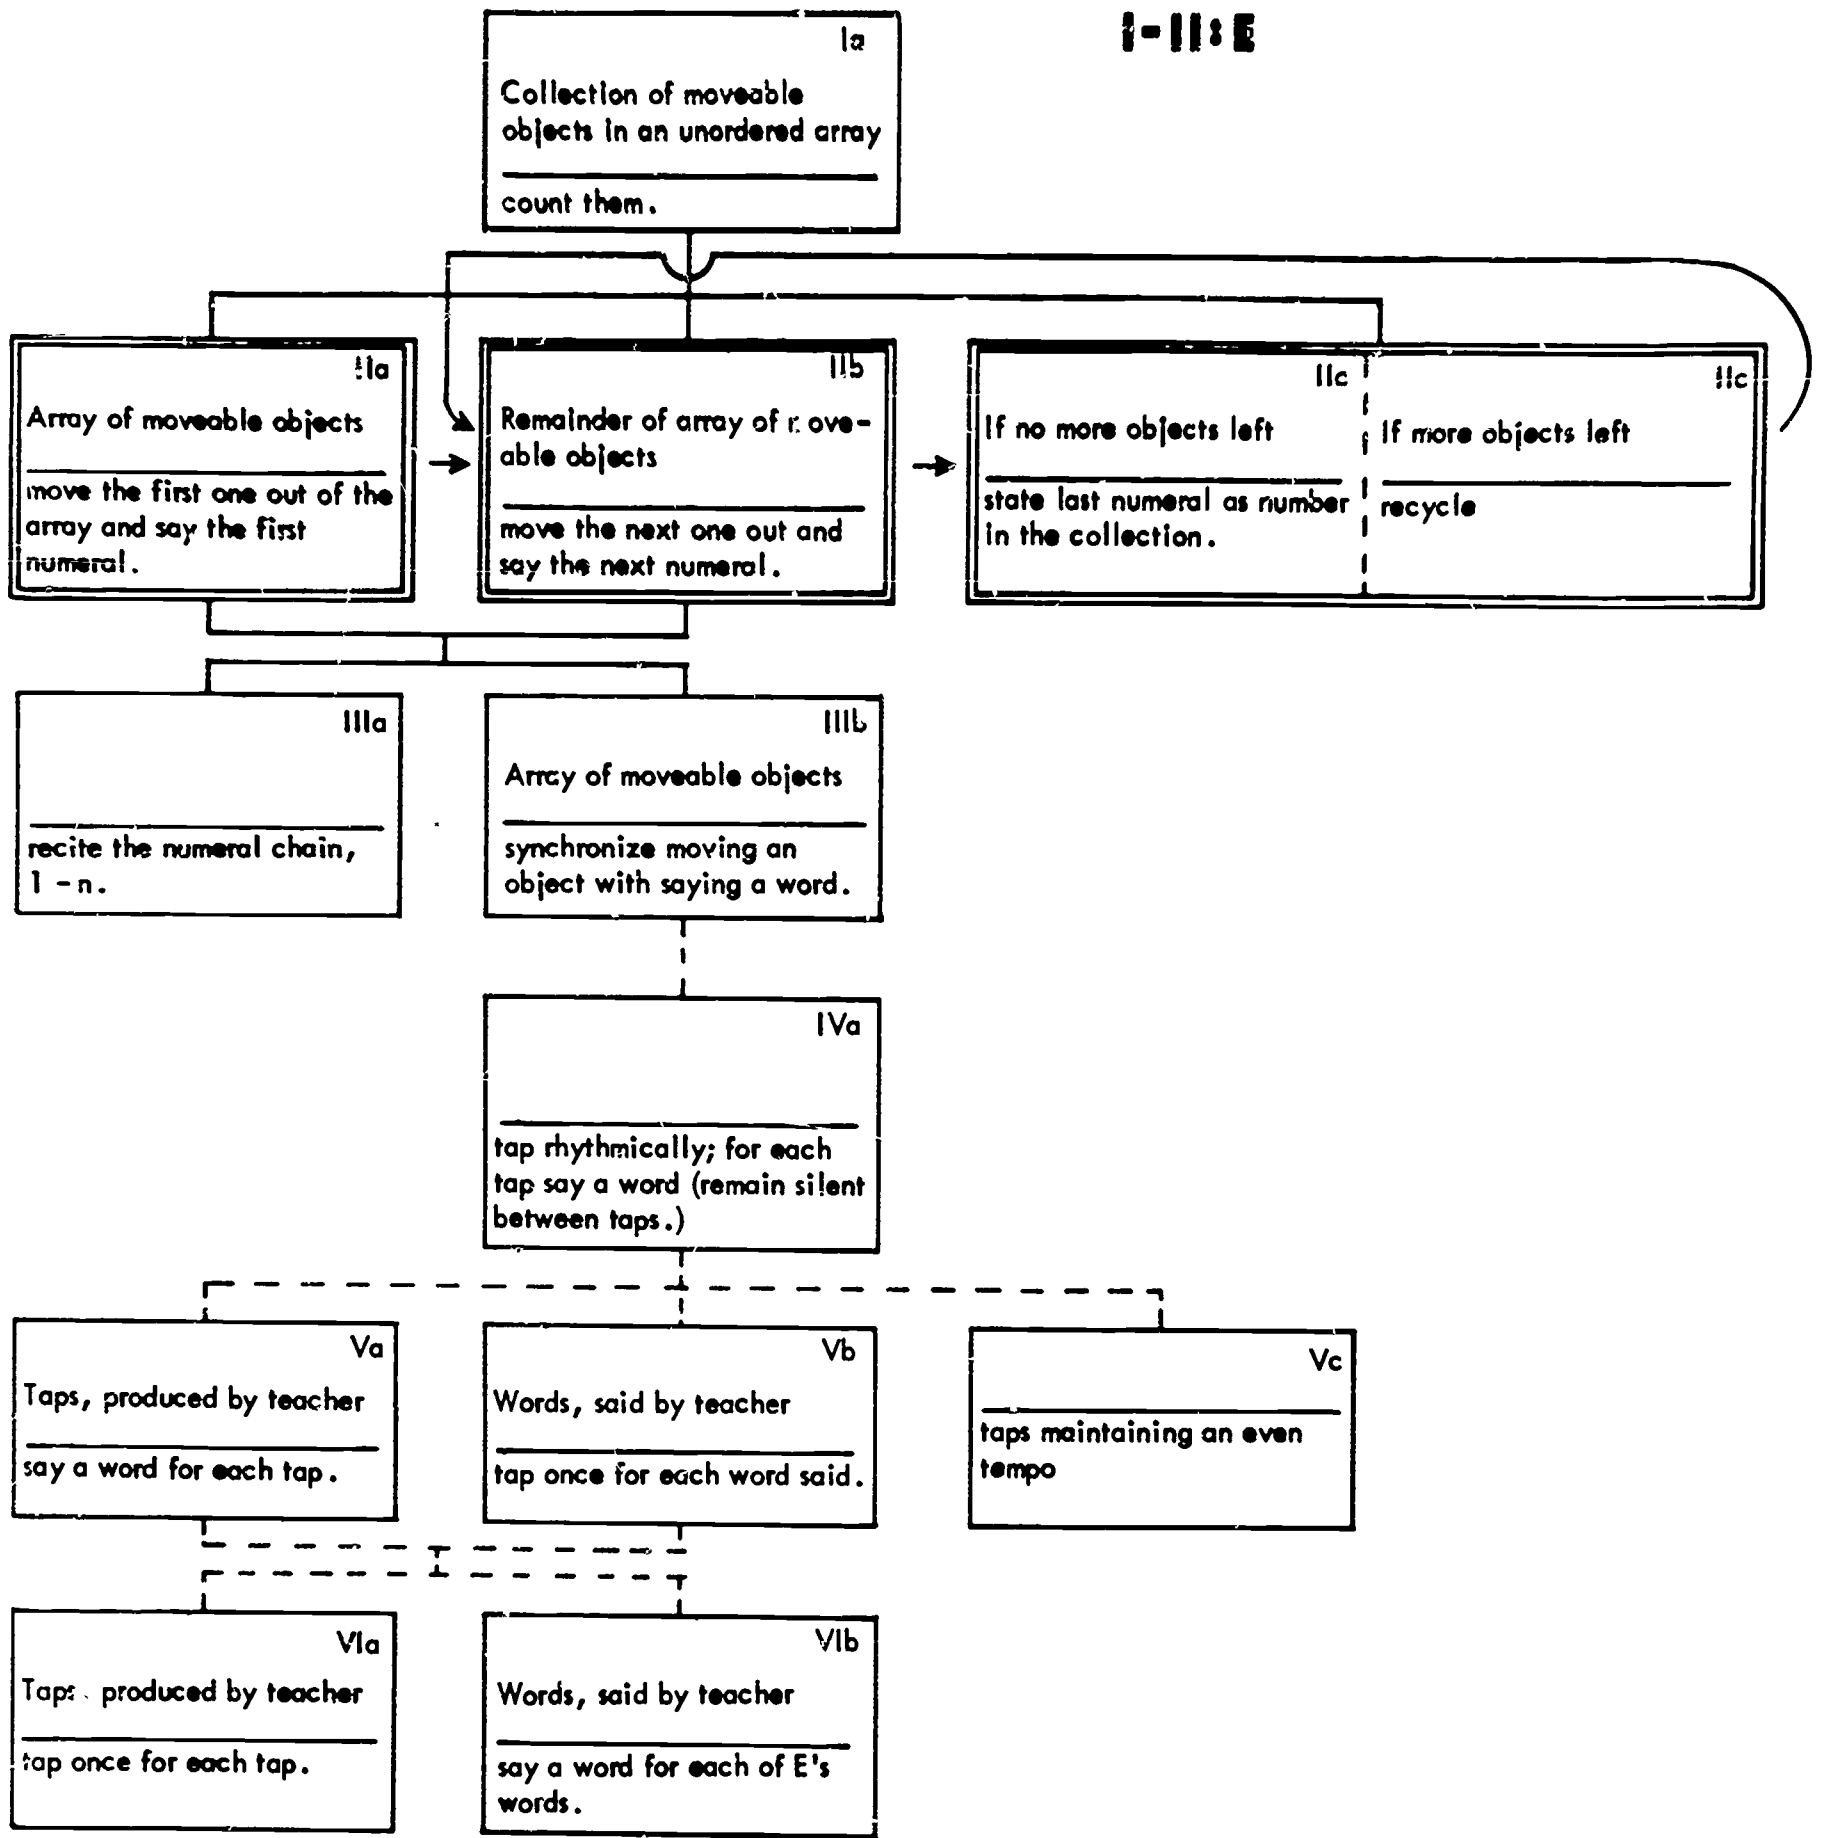 I-II:E
Ia
Collection of moveable
objects in an unordered array
count them.
IIa
Array of moveable objects
move the first one out of the
array and say the first
numeral.
IIb
Remainder of array of move-
able objects
move the next one out and
say the next numeral.
IIc
If no more objects left
state last numeral as number
in the collection.
IIc
If more objects left
recycle
IIIa
recite the numeral chain,
1 - n.
IIIb
Array of moveable objects
synchronize moving an
object with saying a word.
IVa
tap rhythmically; for each
tap say a word (remain silent
between taps.)
Va
Taps, produced by teacher
say a word for each tap.
Vb
Words, said by teacher
tap once for each word said.
Vc
taps maintaining an even
tempo
VIa
Taps, produced by teacher
tap once for each tap.
VIb
Words, said by teacher
say a word for each of E's
words.